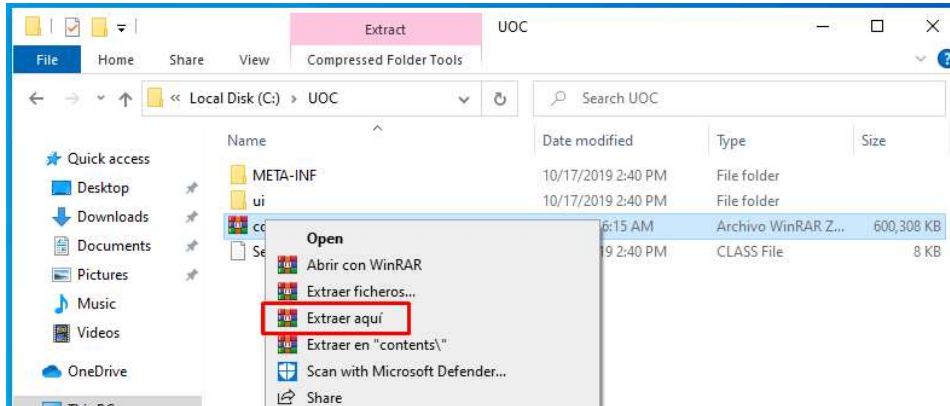 Extract
UOC
File
Home
Share
View
Compressed Folder Tools
« Local Disk (C:) > UOC
Search UOC
Name
Date modified
Type
Size
Quick access
META-INF
10/17/2019 2:40 PM
File folder
Desktop
ui
10/17/2019 2:40 PM
File folder
Downloads
co
6:15 AM
Archivo WinRAR Z...
600,308 KB
Documents
Se
19 2:40 PM
CLASS File
8 KB
Pictures
Music
Videos
OneDrive
Open
Abrir con WinRAR
Extraer ficheros...
Extraer aquí
Extraer en "contents\"
Scan with Microsoft Defender...
Share